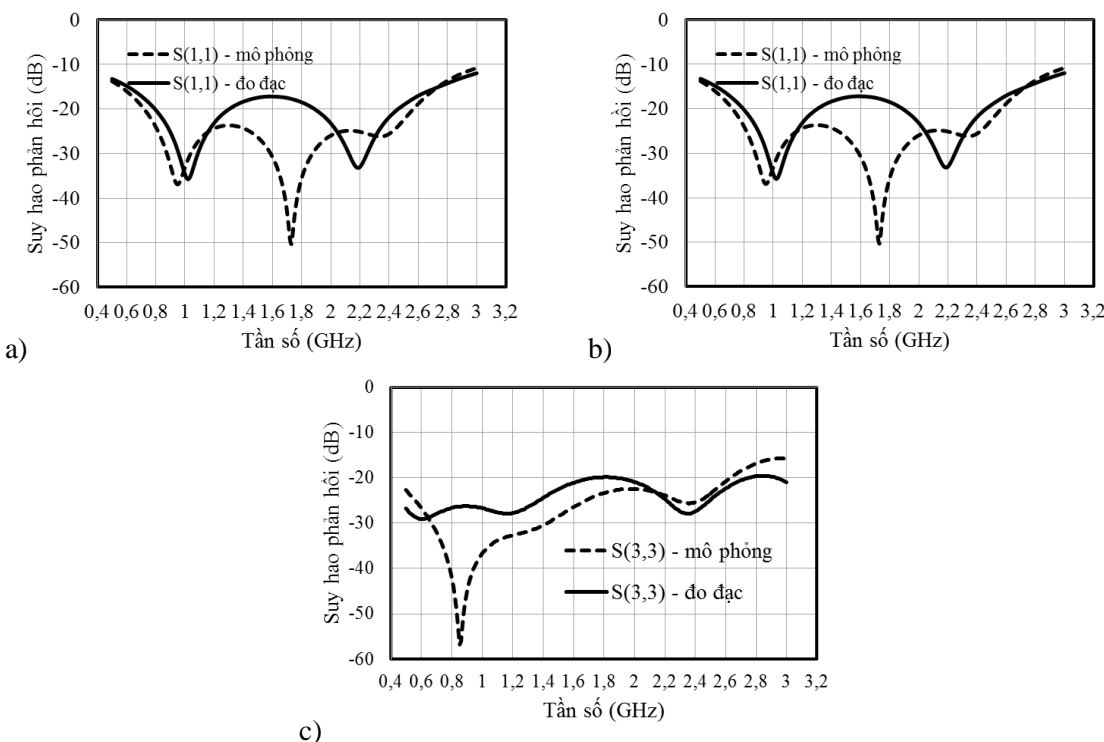 0
-10
-20
-30
-40
-50
-60
Suy hao phản hôi (dB)
S(1,1) - mô phỏng
S(1,1) - đo đạc
0,4 0,6 0,8 1 1,2 1,4 1,6 1,8 2 2,2 2,4 2,6 2,8 3 3,2
Tần số (GHz)
a)
0
-10
-20
-30
-40
-50
-60
Suy hao phản hồi (dB)
S(1,1) - mô phỏng
S(1,1) - đo đạc
0,4 0,6 0,8 1 1,2 1,4 1,6 1,8 2 2,2 2,4 2,6 2,8 3 3,2
Tần số (GHz)
b)
0
-10
-20
-30
-40
-50
-60
Suy hao phản hôi (dB)
S(3,3) - mô phỏng
S(3,3) - đo đạc
0,4 0,6 0,8 1 1,2 1,4 1,6 1,8 2 2,2 2,4 2,6 2,8 3 3,2
Tần số (GHz)
c)